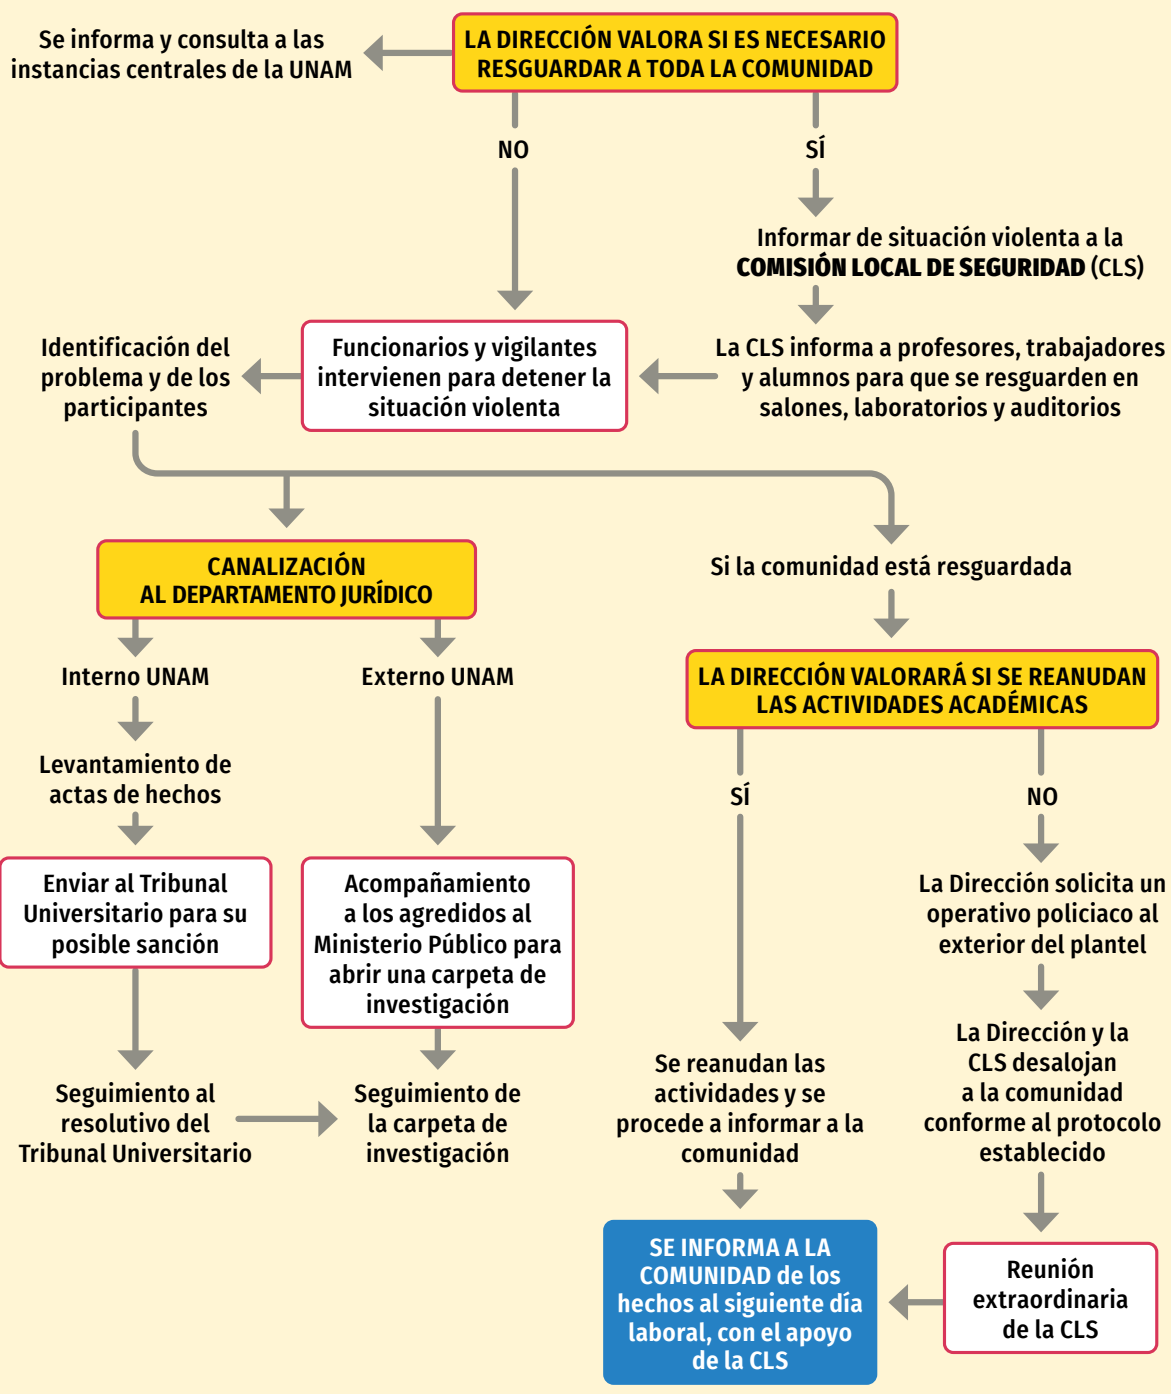 Se informa y consulta a las
instancias centrales de la UNAM
LA DIRECCIÓN VALORA SI ES NECESARIO
RESGUARDAR A TODA LA COMUNIDAD
NO
SÍ
Informar de situación violenta a la
COMISIÓN LOCAL DE SEGURIDAD (CLS)
Identificación del
problema y de los
participantes
Funcionarios y vigilantes
intervienen para detener la
situación violenta
La CLS informa a profesores, trabajadores
y alumnos para que se resguarden en
salones, laboratorios y auditorios
CANALIZACIÓN
AL DEPARTAMENTO JURÍDICO
Si la comunidad está resguardada
Interno UNAM
Externo UNAM
LA DIRECCIÓN VALORARÁ SI SE REANUDAN
LAS ACTIVIDADES ACADÉMICAS
Levantamiento de
actas de hechos
SÍ
NO
Enviar al Tribunal
Universitario para su
posible sanción
Acompañamiento
a los agredidos al
Ministerio Público para
abrir una carpeta de
investigación
La Dirección solicita un
operativo policiaco al
exterior del plantel
Seguimiento al
resolutivo del
Tribunal Universitario
Seguimiento de
la carpeta de
investigación
Se reanudan las
actividades y se
procede a informar a la
comunidad
La Dirección y la
CLS desalojan
a la comunidad
conforme al protocolo
establecido
SE INFORMA A LA
COMUNIDAD de los
hechos al siguiente día
laboral, con el apoyo
de la CLS
Reunión
extraordinaria
de la CLS